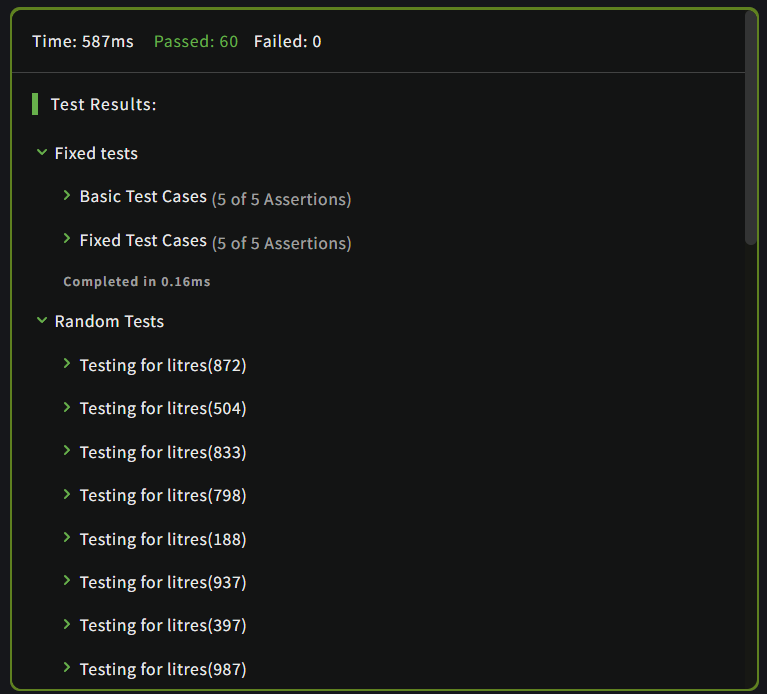 Time: 587ms Passed: 60 Failed: 0
Test Results:
Fixed tests
Basic Test Cases (5 of 5 Assertions)
Fixed Test Cases (5 of 5 Assertions)
Completed in 0.16ms
Random Tests
Testing for litres(872)
Testing for litres(504)
Testing for litres(833)
Testing for litres(798)
Testing for litres(188)
Testing for litres(937)
Testing for litres(397)
Testing for litres(987)